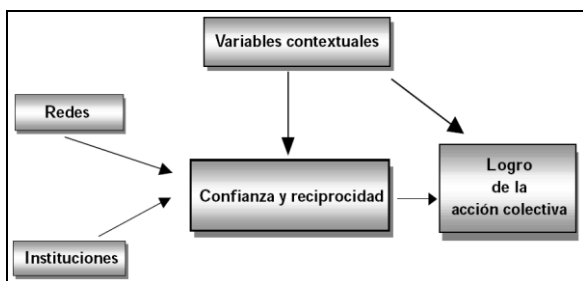 Variables contextuales
Redes
Confianza y reciprocidad
Logro
de la
acción colectiva
Instituciones